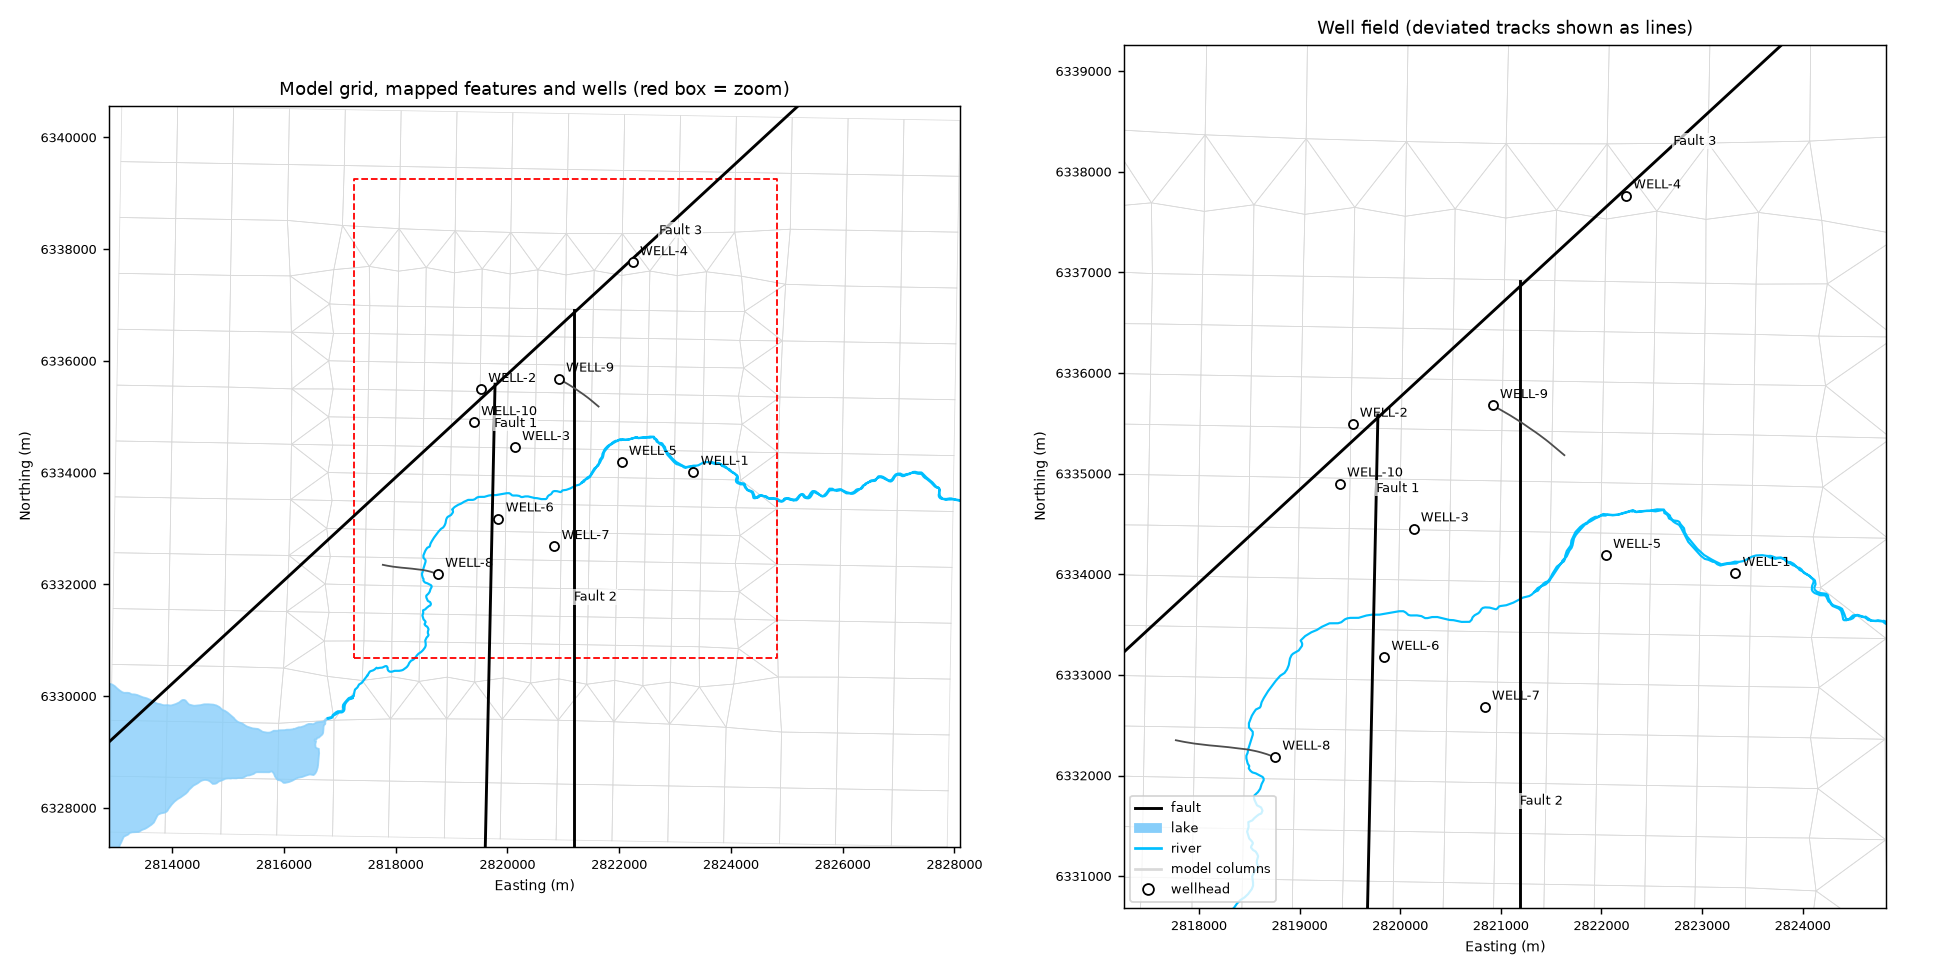 Model grid, mapped features and wells (red box = zoom)
Northing (m)
6340000
6338000
6336000
6334000
6332000
6330000
6328000
Fault 3
WELL-4
WELL-9
WELL-2
WELL-10
Fault 1
WELL-3
WELL-5
WELL-1
WELL-6
WELL-7
WELL-8
Fault 2
2814000
2816000
2818000
2820000
2822000
2824000
2826000
2828000
Easting (m)
Well field (deviated tracks shown as lines)
Northing (m)
6339000
6338000
6337000
6336000
6335000
6334000
6333000
6332000
6331000
Fault 3
WELL-4
WELL-9
WELL-2
WELL-10
Fault 1
WELL-3
WELL-5
WELL-1
WELL-6
WELL-7
WELL-8
Fault 2
fault
lake
river
model columns
wellhead
2818000
2819000
2820000
2821000
2822000
2823000
2824000
Easting (m)